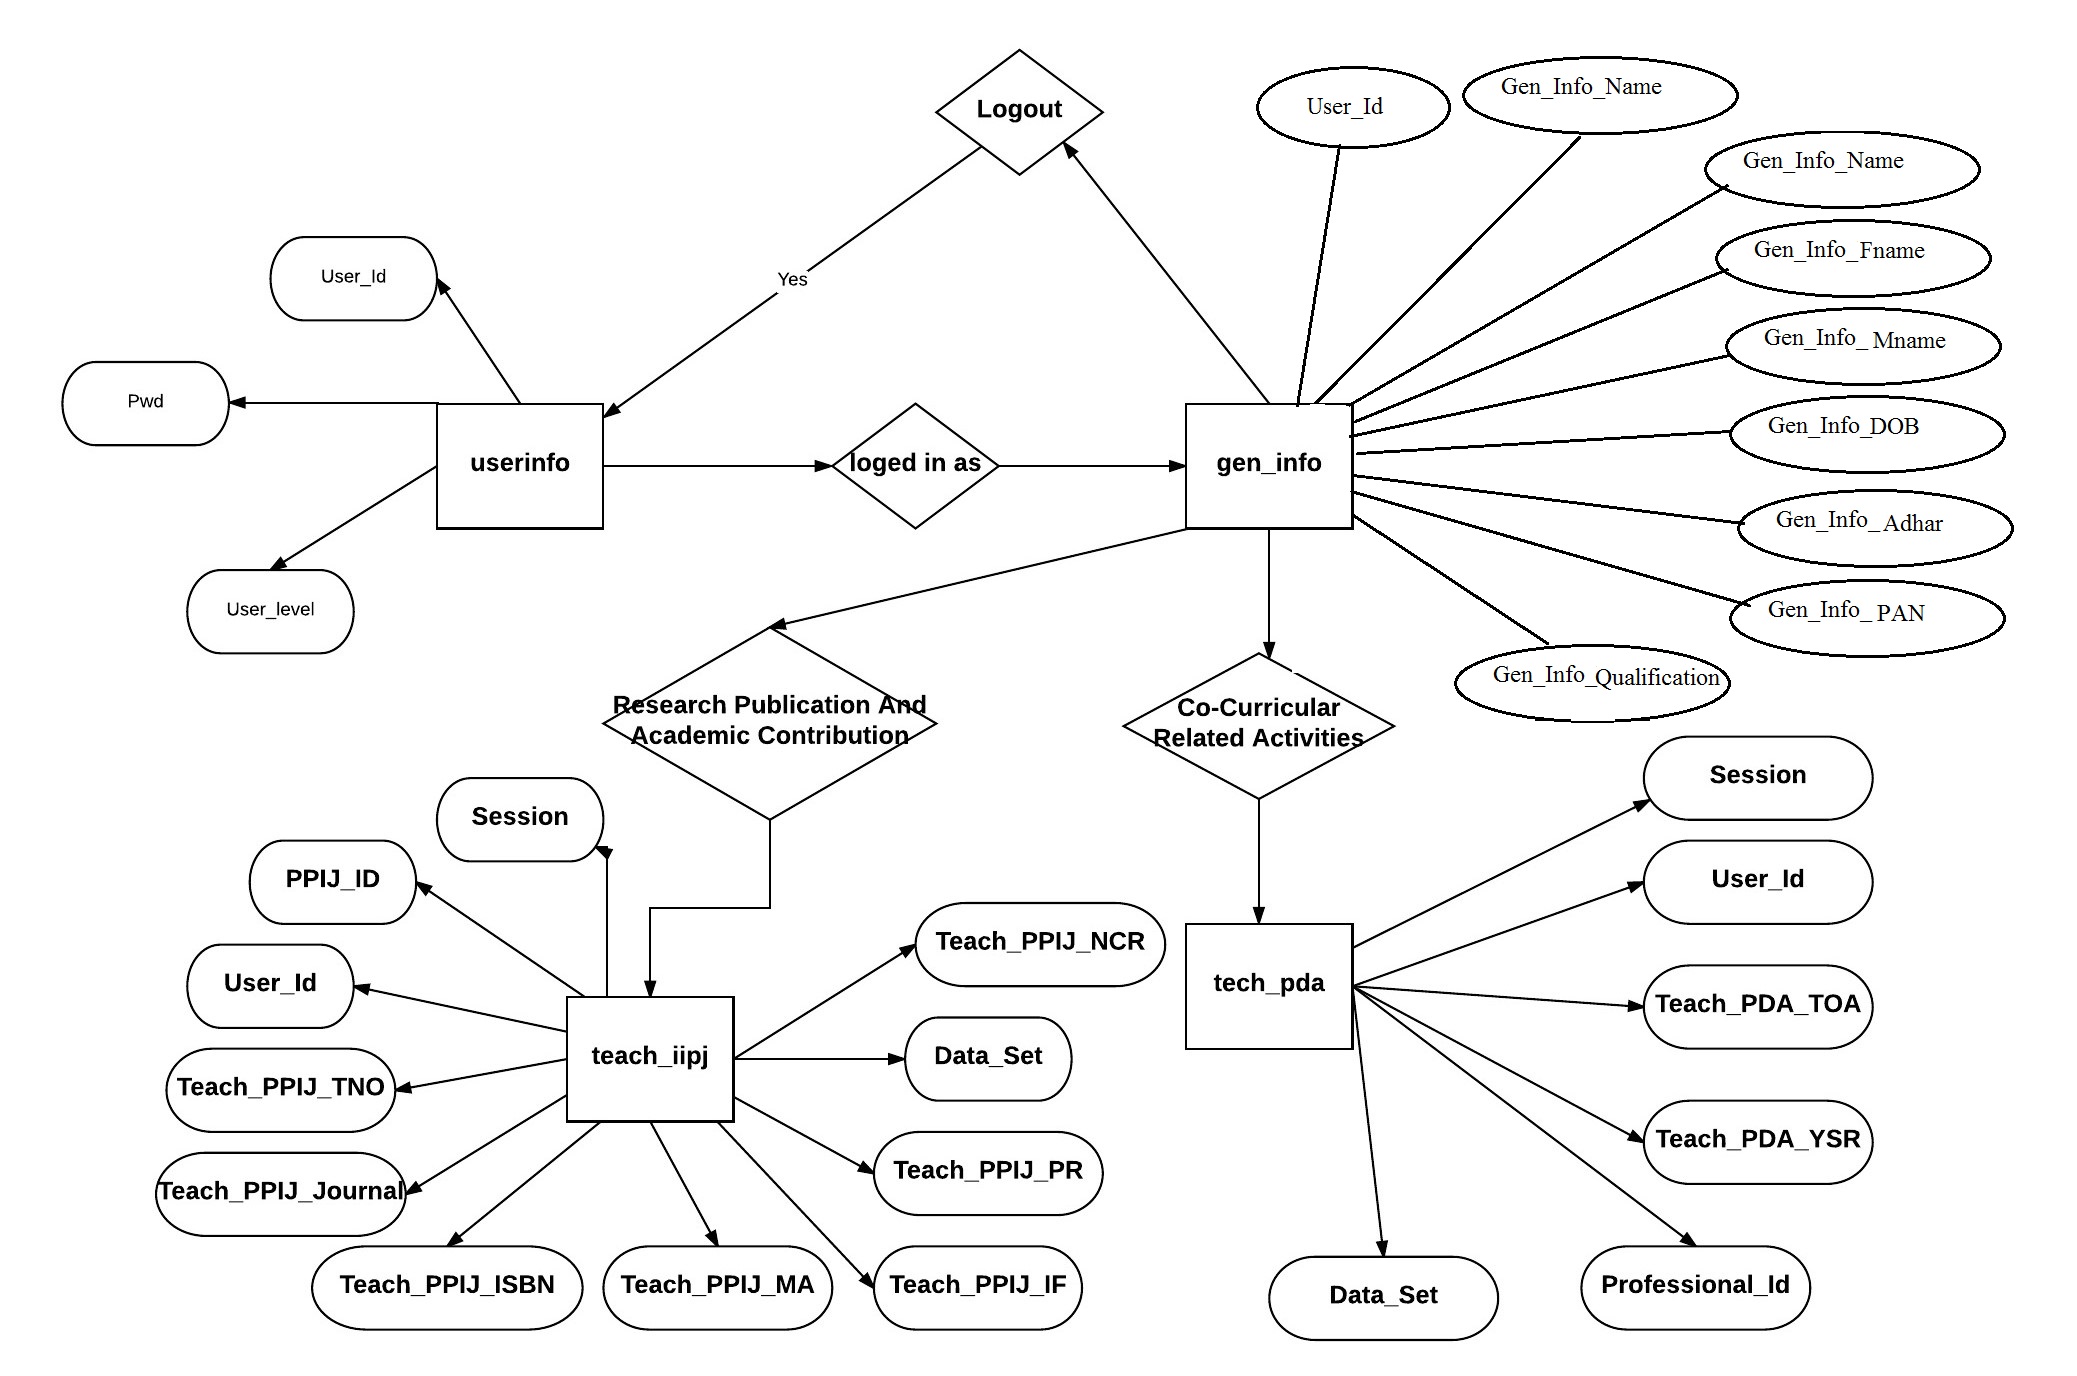 Logout
User_Id
Gen_Info_Name
Gen_Info_Name
Gen_Info_Fname
User_Id
Yes
Gen_Info_ Mname
Pwd
Gen_Info_DOB
userinfo
loged in as
gen_info
Gen_Info_Adhar
User_level
Gen_Info_ PAN
Gen_Info_Qualification
Research Publication And
Academic Contribution
Co-Curricular
Related Activities
Session
Session
PPIJ_ID
User_Id
Teach_PPIJ_NCR
User_Id
tech_pda
Teach_PDA_TOA
teach_iipj
Data_Set
Teach_PPIJ_TNO
Teach_PDA_YSR
Teach_PPIJ_PR
Teach_PPIJ_Journal
Teach_PPIJ_ISBN
Teach_PPIJ_MA
Teach_PPIJ_IF
Data_Set
Professional_Id